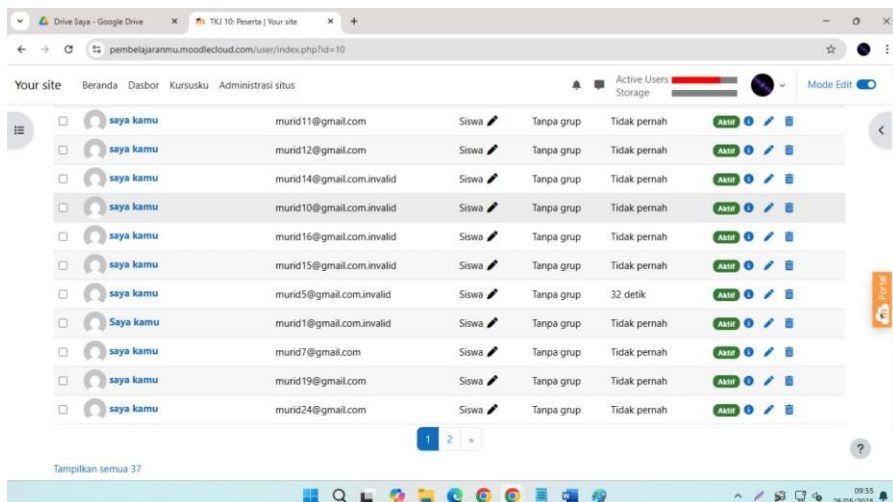 Drive Saya - Google Drive
TKJ 10: Peserta | Your site
pembelajaranmu.moodlecloud.com/user/index.php?id=10
Your site Beranda Dasbor Kursusku Administrasi situs Active Users Storage Mode Edit
saya kamu murid11@gmail.com Siswa Tanpa grup Tidak pernah Aktif
saya kamu murid12@gmail.com Siswa Tanpa grup Tidak pernah Aktif
saya kamu murid14@gmail.com.invalid Siswa Tanpa grup Tidak pernah Aktif
saya kamu murid10@gmail.com.invalid Siswa Tanpa grup Tidak pernah Aktif
saya kamu murid16@gmail.com.invalid Siswa Tanpa grup Tidak pernah Aktif
saya kamu murid15@gmail.com.invalid Siswa Tanpa grup Tidak pernah Aktif
saya kamu murid5@gmail.com.invalid Siswa Tanpa grup 32 detik Aktif
Saya kamu murid1@gmail.com.invalid Siswa Tanpa grup Tidak pernah Aktif
saya kamu murid7@gmail.com Siswa Tanpa grup Tidak pernah Aktif
saya kamu murid19@gmail.com Siswa Tanpa grup Tidak pernah Aktif
saya kamu murid24@gmail.com Siswa Tanpa grup Tidak pernah Aktif
Portal
1 2 »
?
Tampilkan semua 37
09:55
26/05/2025